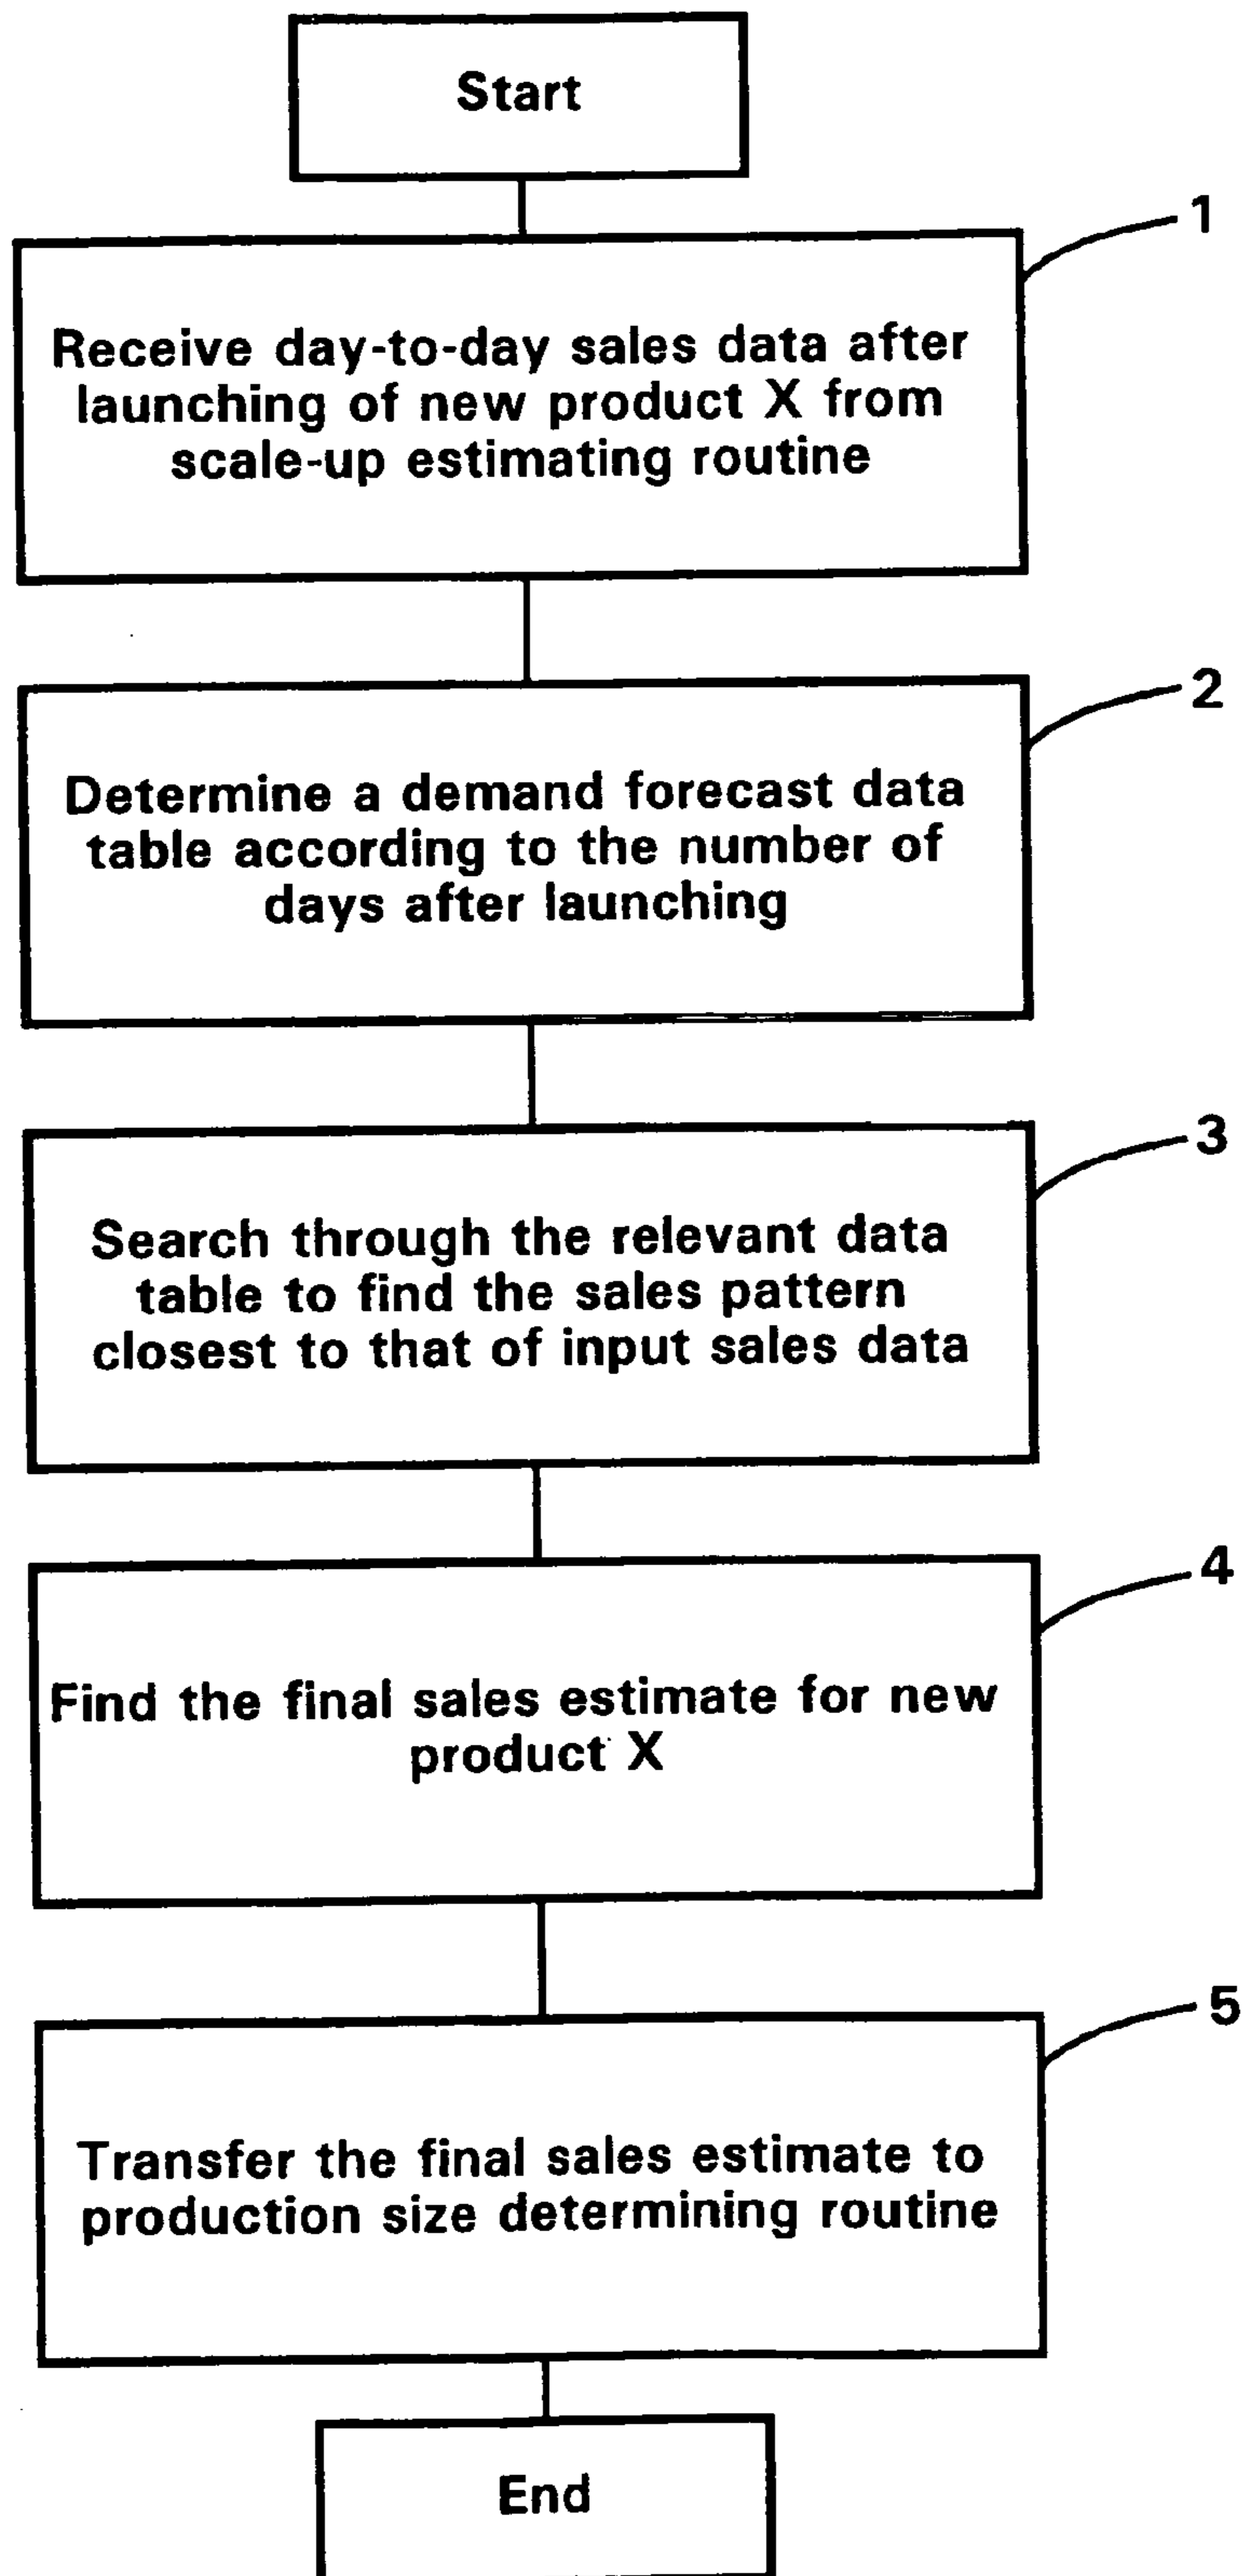 Start
1
Receive day-to-day sales data after
launching of new product X from
scale-up estimating routine
2
Determine a demand forecast data
table according to the number of
days after launching
3
Search through the relevant data
table to find the sales pattern
closest to that of input sales data
4
Find the final sales estimate for new
product X
5
Transfer the final sales estimate to
production size determining routine
End